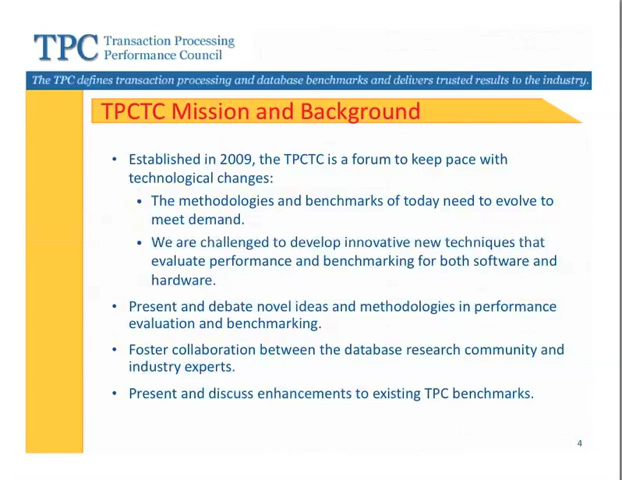 TPC Transaction Processing
Performance Council
The TPC defines transaction processing and database benchmarks and delivers trusted results to the industry.
TPCTC Mission and Background
• Established in 2009, the TPCTC is a forum to keep pace with
technological changes:
• The methodologies and benchmarks of today need to evolve to
meet demand.
• We are challenged to develop innovative new techniques that
evaluate performance and benchmarking for both software and
hardware.
• Present and debate novel ideas and methodologies in performance
evaluation and benchmarking.
• Foster collaboration between the database research community and
industry experts.
• Present and discuss enhancements to existing TPC benchmarks.
4